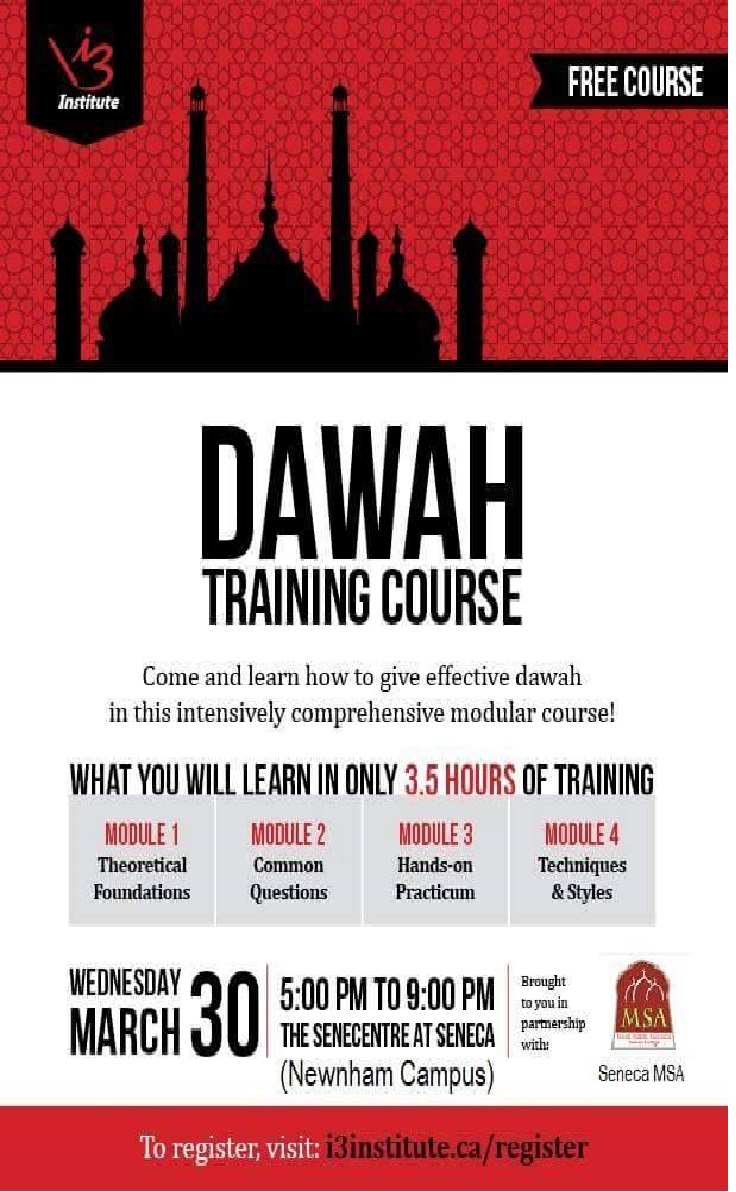 i3
Institute
FREE COURSE
DAWAH
TRAINING COURSE
Come and learn how to give effective dawah
in this intensively comprehensive modular course!
WHAT YOU WILL LEARN IN ONLY 3.5 HOURS OF TRAINING
MODULE 1
Theoretical
Foundations
MODULE 2
Common
Questions
MODULE 3
Hands-on
Practicum
MODULE 4
Techniques
& Styles
WEDNESDAY
MARCH 30
5:00 PM TO 9:00 PM
THE SENECENTRE AT SENECA
(Newnham Campus)
Brought
to you in
partnership
with:
MSA
Seneca MSA
To register, visit: i3institute.ca/register